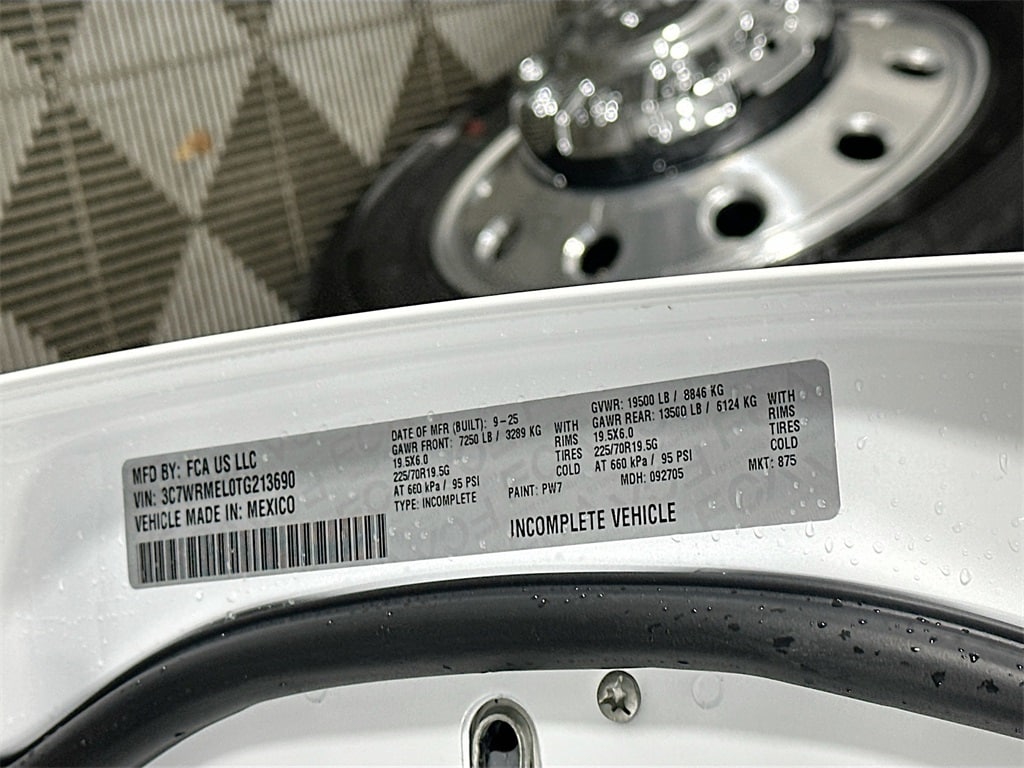 MFD BY: FCA US LLC
VIN: 3C7WRMEL0TG213690
VEHICLE MADE IN: MEXICO
DATE OF MFR (BUILT): 9-25
GAWR FRONT: 7250 LB / 3289 KG WITH
19.5X6.0 RIMS
225/70R19.5G TIRES
AT 660 kPa / 95 PSI COLD
TYPE: INCOMPLETE
GVWR: 19500 LB / 8846 KG
GAWR REAR: 13500 LB / 6124 KG WITH
19.5X6.0 RIMS
225/70R19.5G TIRES
AT 660 kPa / 95 PSI COLD
PAINT: PW7 MDH: 092705 MKT: 875
INCOMPLETE VEHICLE